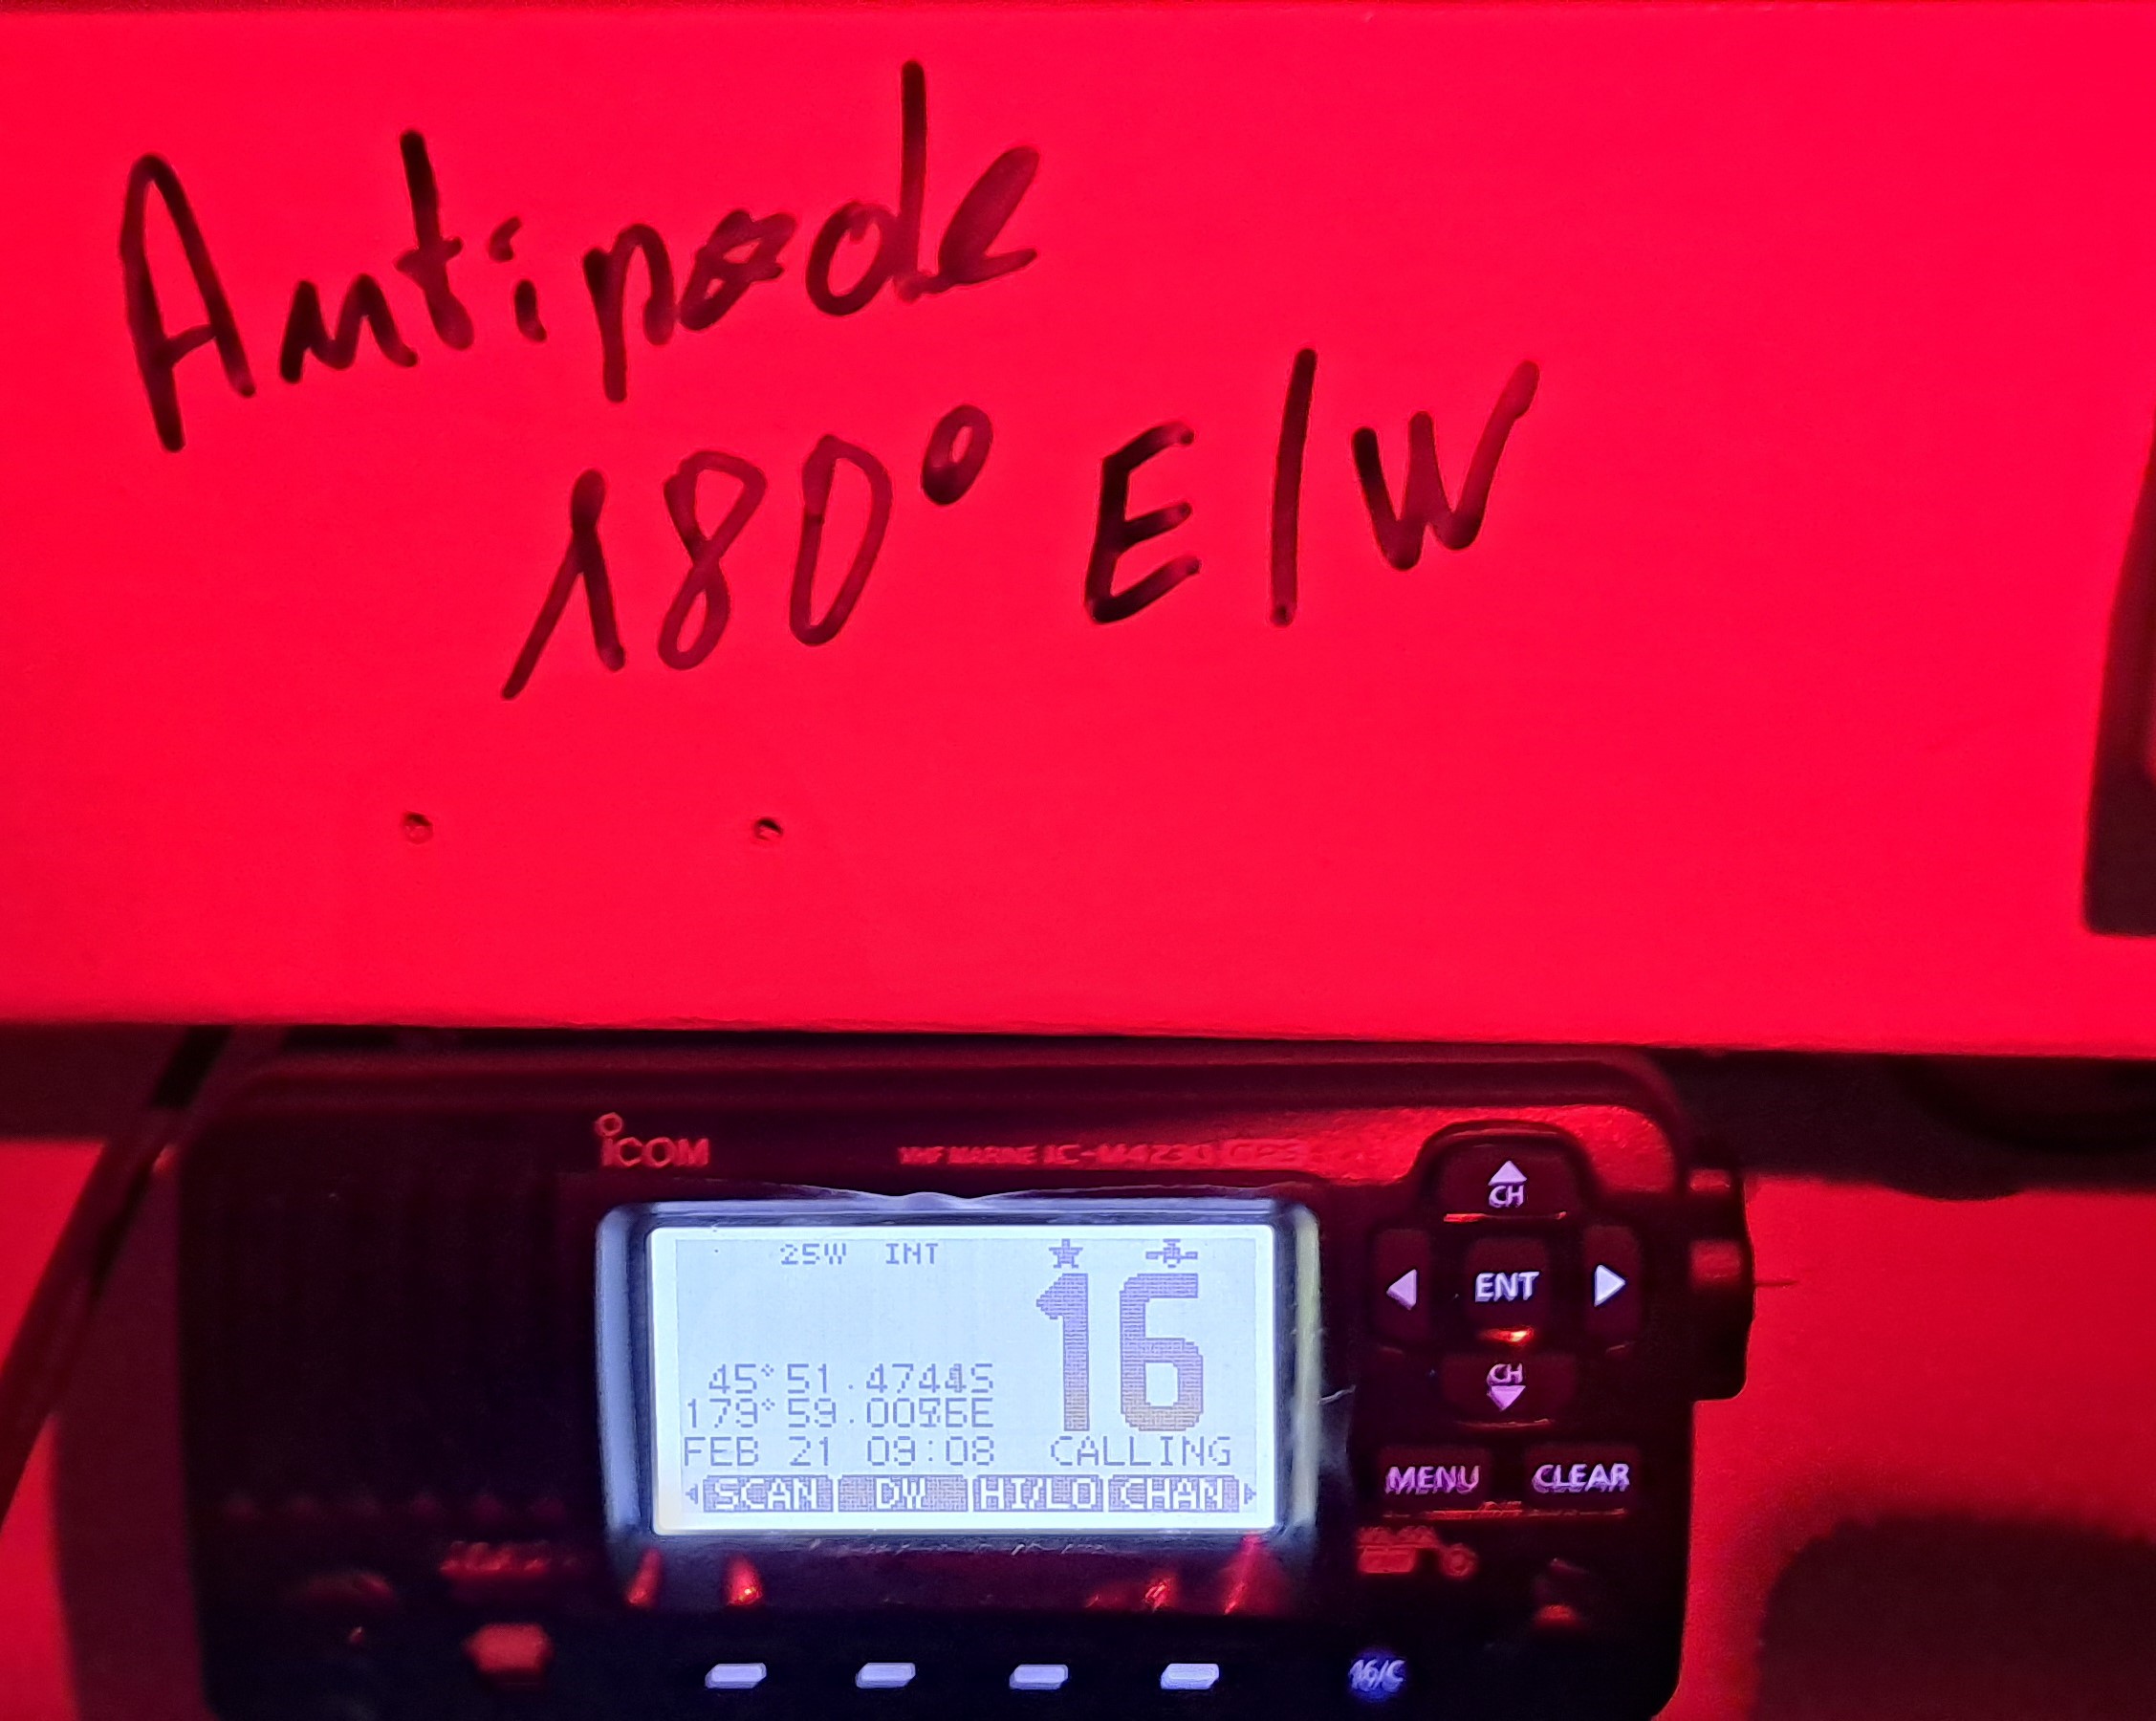 Antipode
180° E/W
ICOM
VHF MARINE IC-M423G GPS
25W INT
16
CH
ENT
CH
45°51.4744S
179°59.0096E
FEB 21 09:08 CALLING
SCAN DW HI/LO CHAN
MENU CLEAR
16/C